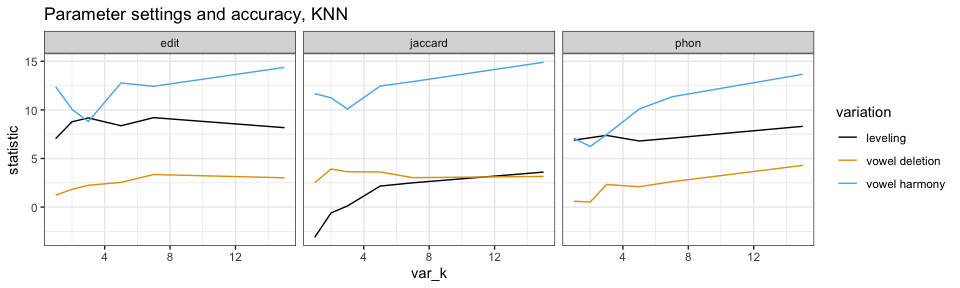 Parameter settings and accuracy, KNN
edit jaccard phon
15
10
5
0
statistic
4 8 12 4 8 12 4 8 12
var_k
variation
leveling
vowel deletion
vowel harmony